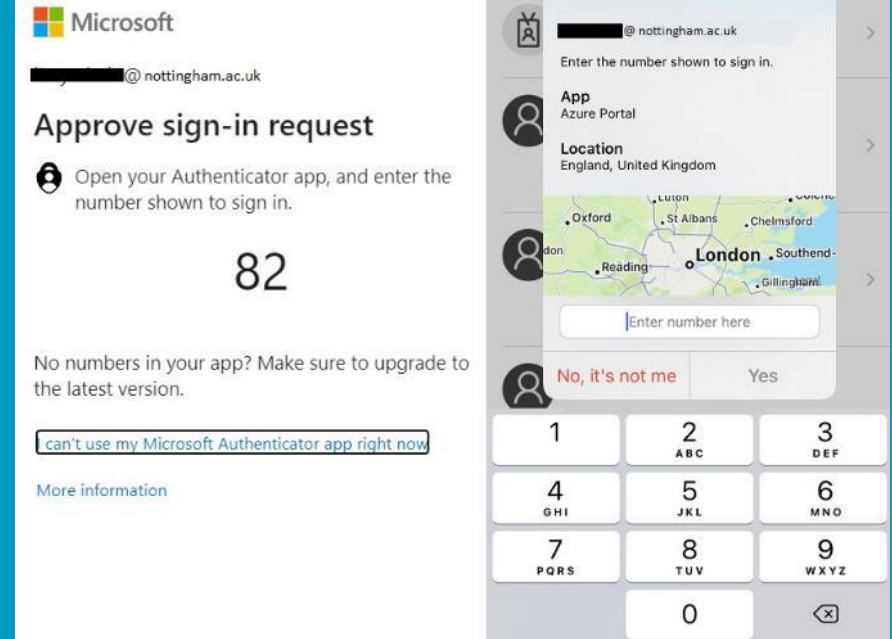 Microsoft
@ nottingham.ac.uk
Approve sign-in request
Open your Authenticator app, and enter the
number shown to sign in.
82
No numbers in your app? Make sure to upgrade to
the latest version.
I can't use my Microsoft Authenticator app right now
More information
@ nottingham.ac.uk
Enter the number shown to sign in.
App
Azure Portal
Location
England, United Kingdom
Luton
Oxford
St Albans
Chelmsford
don
London
Southend-
Reading
Gillingham
Legal
Enter number here
No, it's not me
Yes
1
2
ABC
3
DEF
4
GHI
5
JKL
6
MNO
7
PQRS
8
TUV
9
WXYZ
0